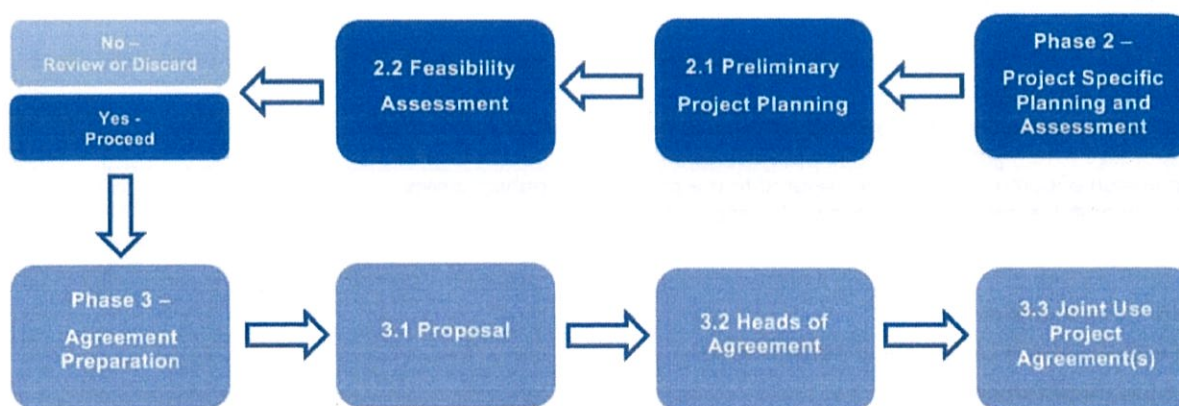 No –
Review or Discard
Yes -
Proceed
2.2 Feasibility
Assessment
2.1 Preliminary
Project Planning
Phase 2 –
Project Specific
Planning and
Assessment
Phase 3 –
Agreement
Preparation
3.1 Proposal
3.2 Heads of
Agreement
3.3 Joint Use
Project
Agreement(s)